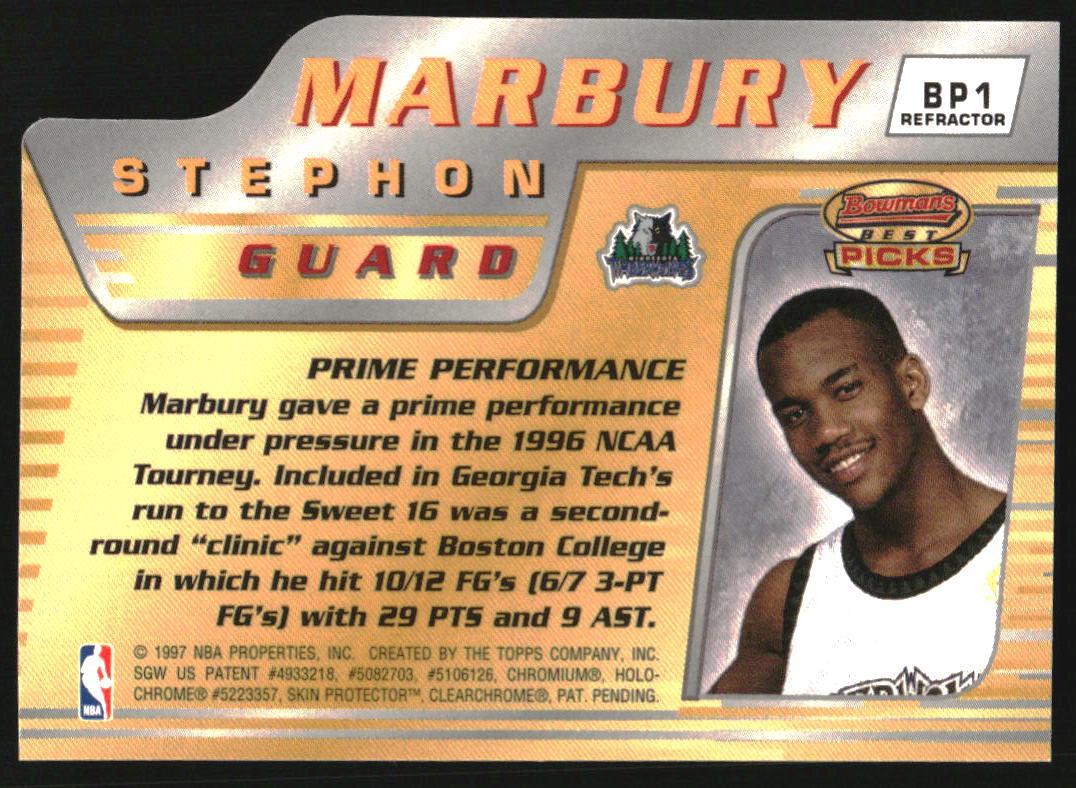 MARBURY
BP1
REFRACTOR
STEPHON
GUARD
Bowman's
BEST
PICKS
MINNESOTA
PRIME PERFORMANCE
Marbury gave a prime performance
under pressure in the 1996 NCAA
Tourney. Included in Georgia Tech's
run to the Sweet 16 was a second-
round "clinic" against Boston College
in which he hit 10/12 FG's (6/7 3-PT
FG's) with 29 PTS and 9 AST.
© 1997 NBA PROPERTIES, INC. CREATED BY THE TOPPS COMPANY, INC.
SGW US PATENT #4933218, #5082703, #5106126, CHROMIUM®, HOLO-
CHROME® #5223357, SKIN PROTECTOR™, CLEARCHROME®, PAT. PENDING.
NBA